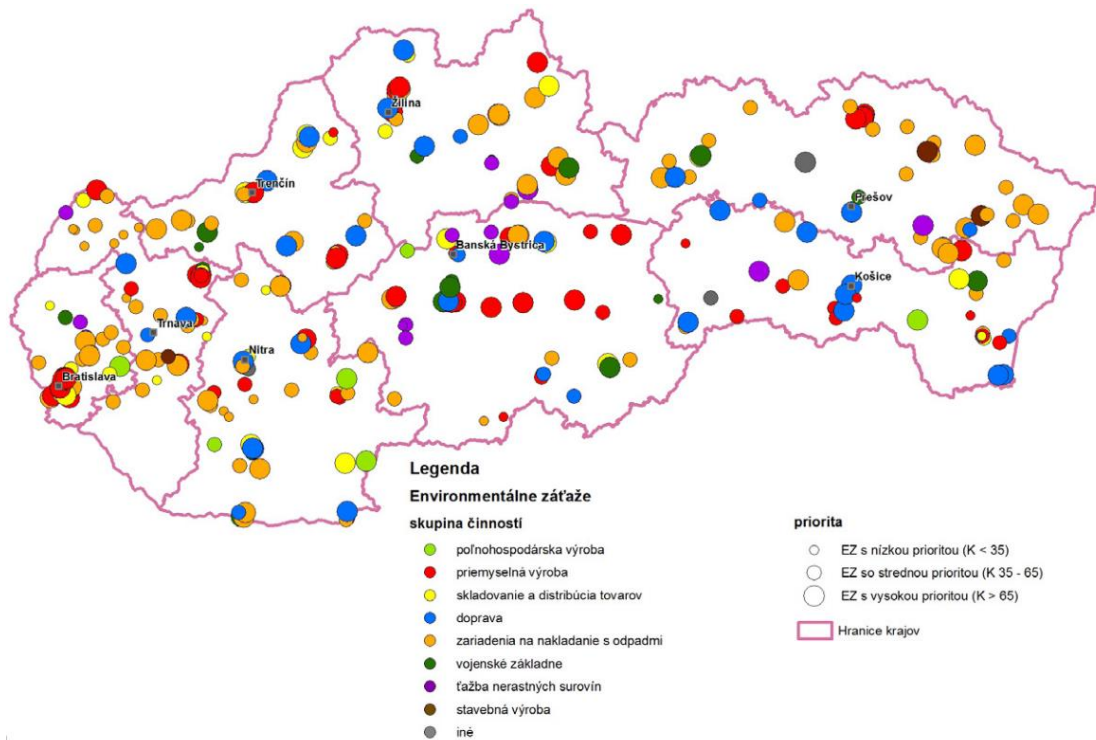 Žilina
Trenčín
Prešov
Banská Bystrica
Košice
Trnava
Nitra
Bratislava
Legenda
Environmentálne záťaže
skupina činností
poľnohospodárska výroba
priemyselná výroba
skladovanie a distribúcia tovarov
doprava
zariadenia na nakladanie s odpadmi
vojenské základne
ťažba nerastných surovín
stavebná výroba
iné
priorita
EZ s nízkou prioritou (K < 35)
EZ so strednou prioritou (K 35 - 65)
EZ s vysokou prioritou (K > 65)
Hranice krajov